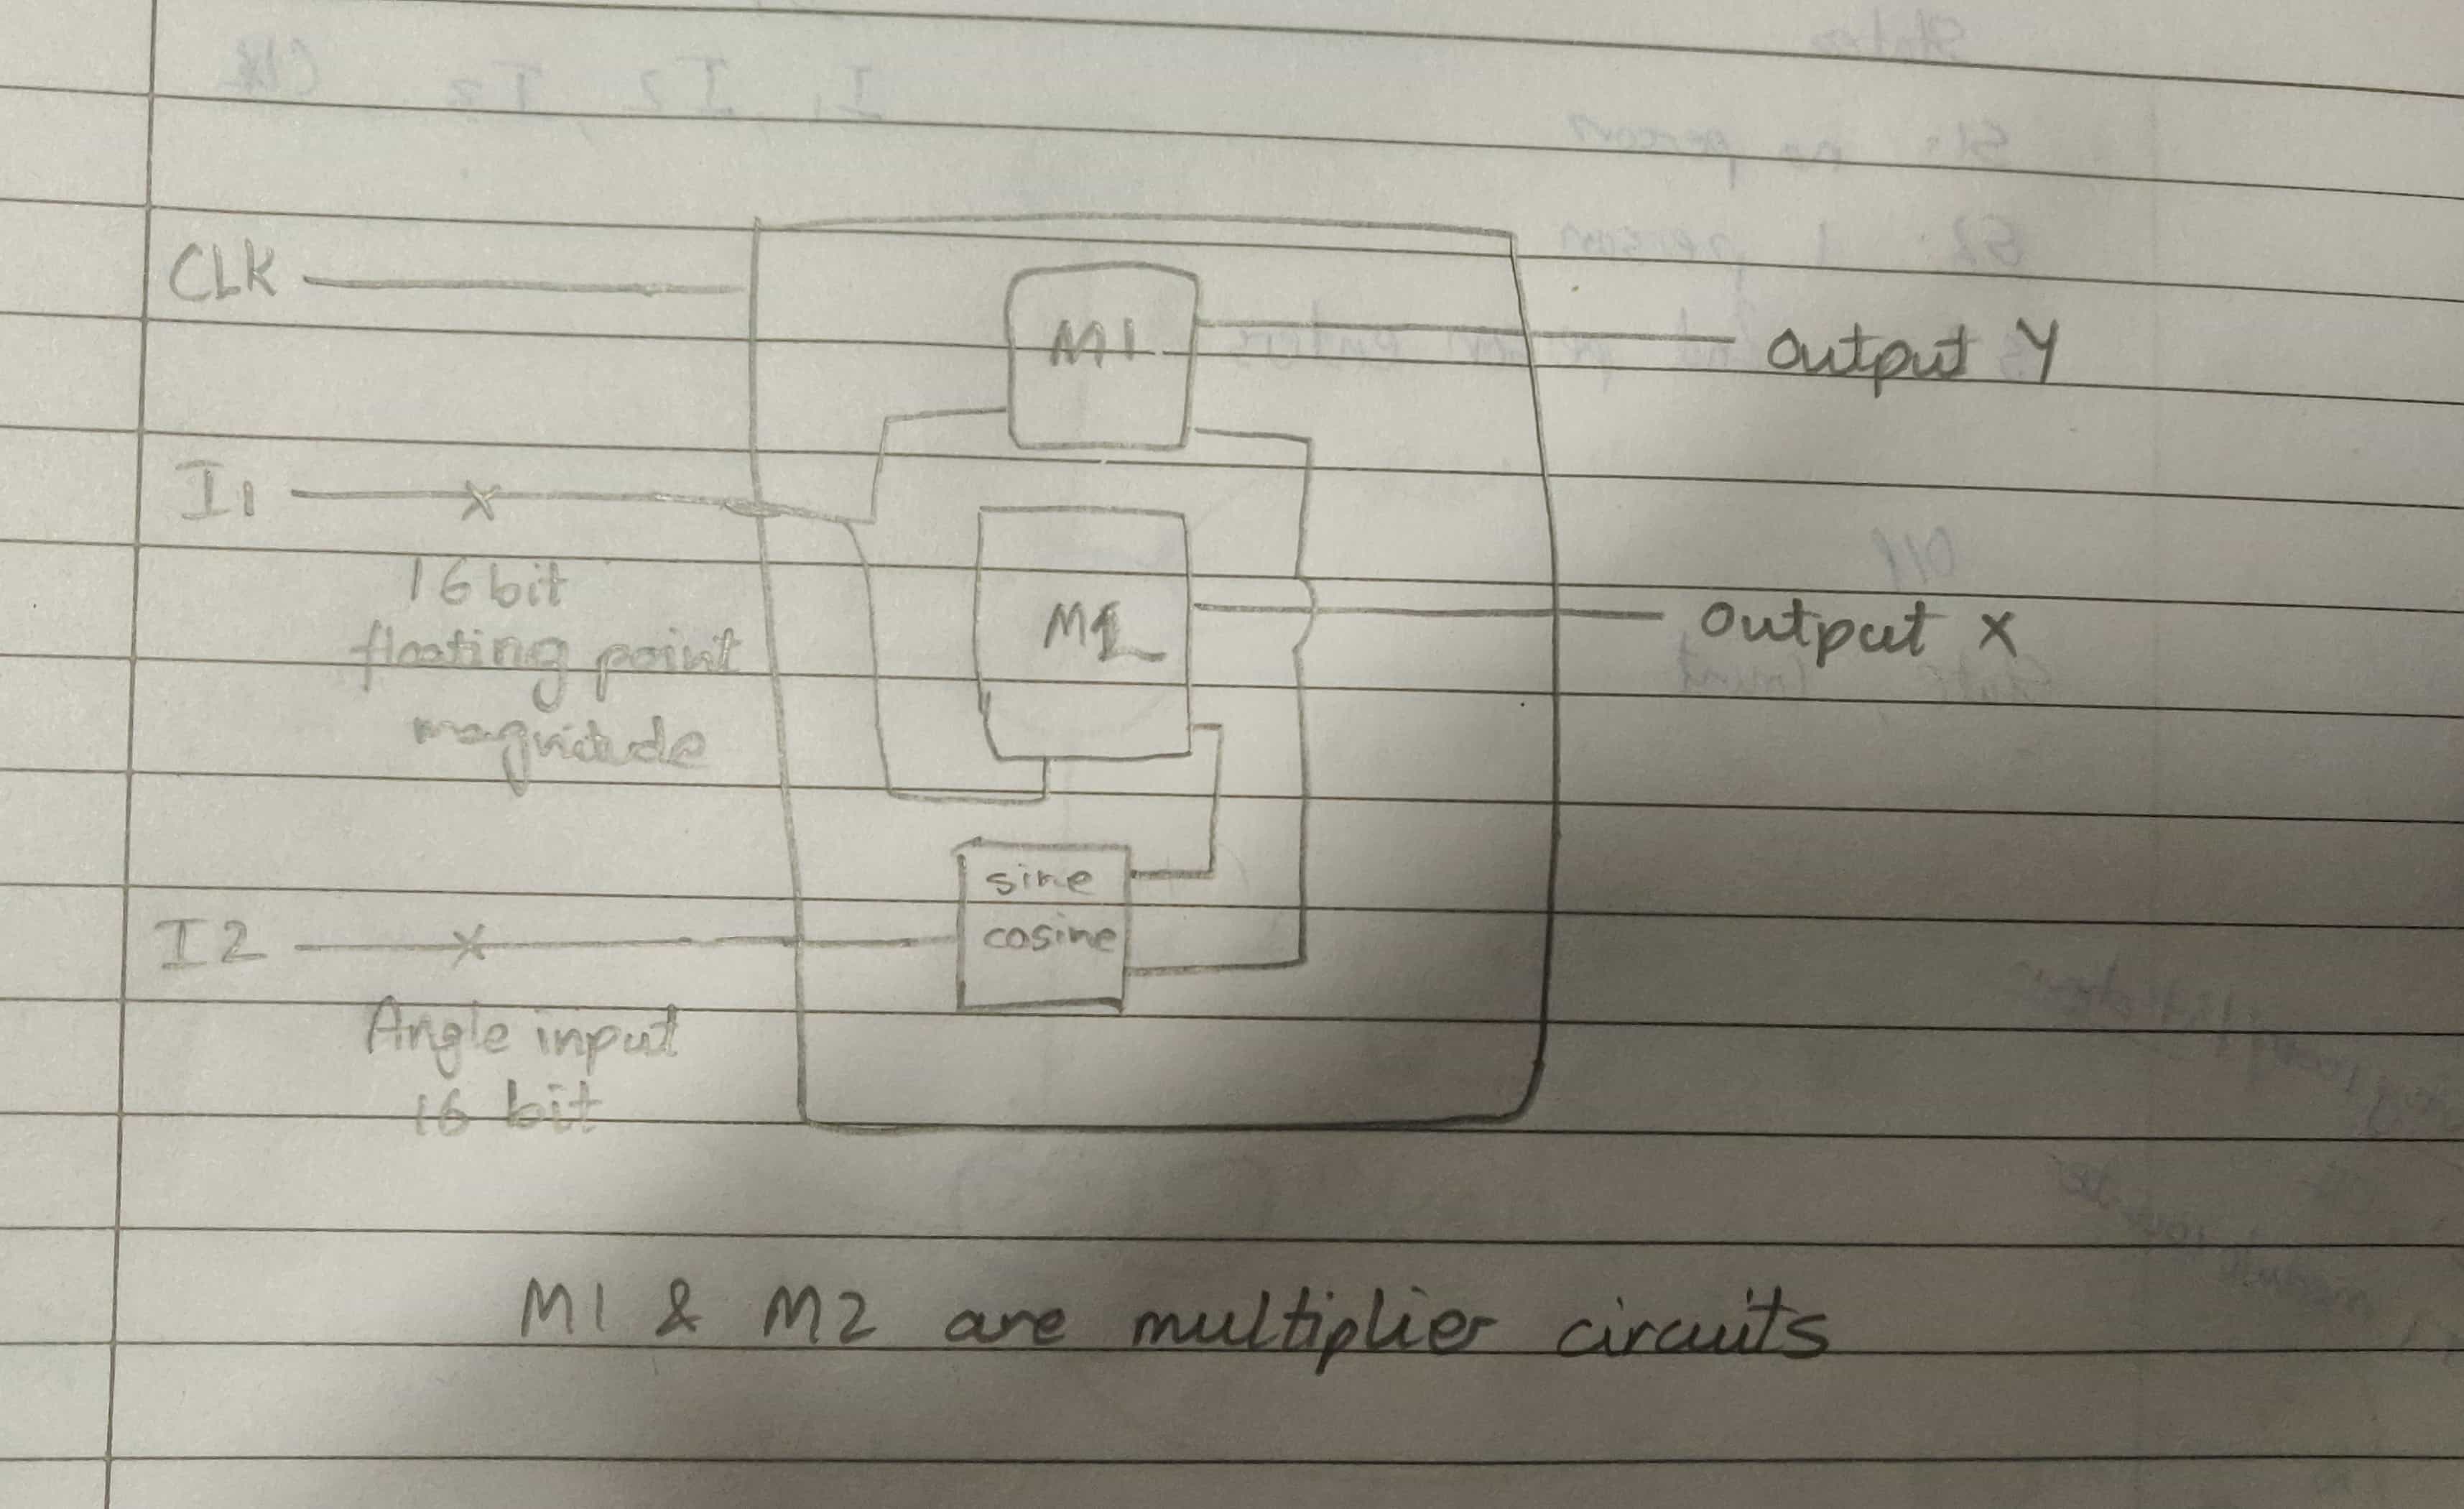 CLK
M1
Output Y
I1
16 bit
floating point
magnitude
M2
Output X
sine
cosine
I2
Angle input
16 bit
M1 & M2 are multiplier circuits